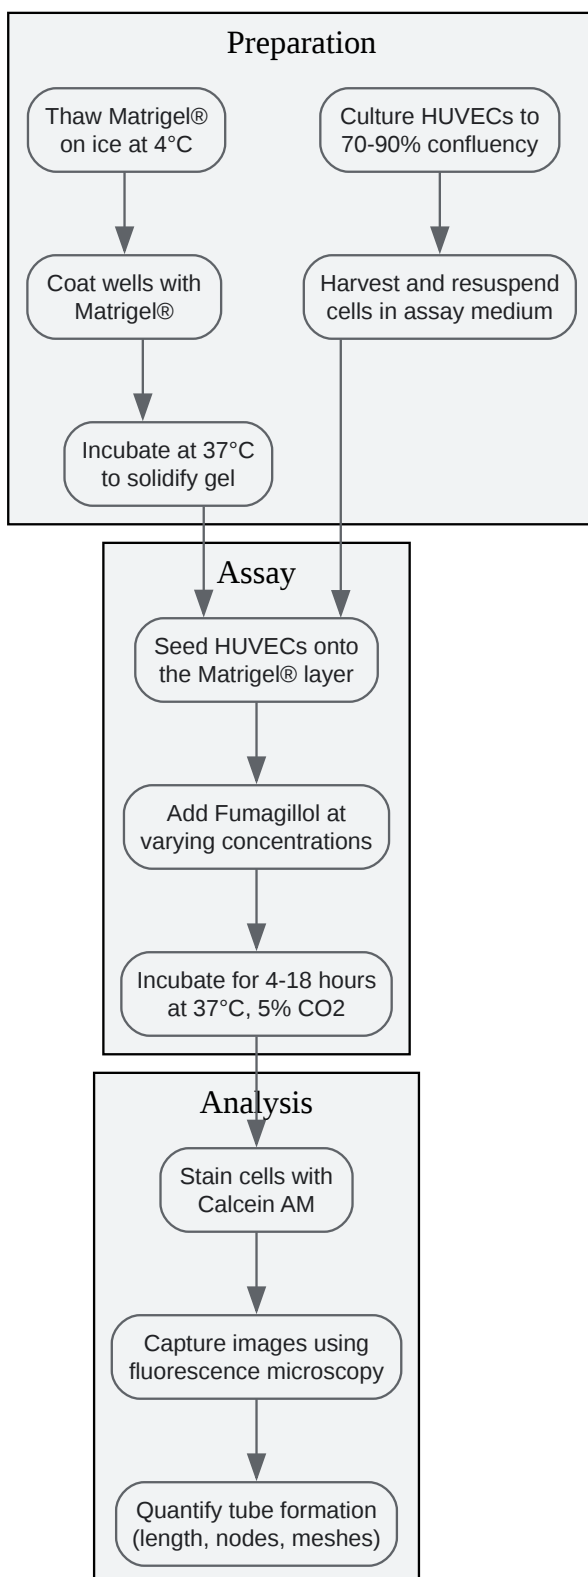 Preparation
Thaw Matrigel®
on ice at 4°C
Culture HUVECs to
70-90% confluency
Coat wells with
Matrigel®
Harvest and resuspend
cells in assay medium
Incubate at 37°C
to solidify gel
Assay
Seed HUVECs onto
the Matrigel® layer
Add Fumagillol at
varying concentrations
Incubate for 4-18 hours
at 37°C, 5% CO2
Analysis
Stain cells with
Calcein AM
Capture images using
fluorescence microscopy
Quantify tube formation
(length, nodes, meshes)